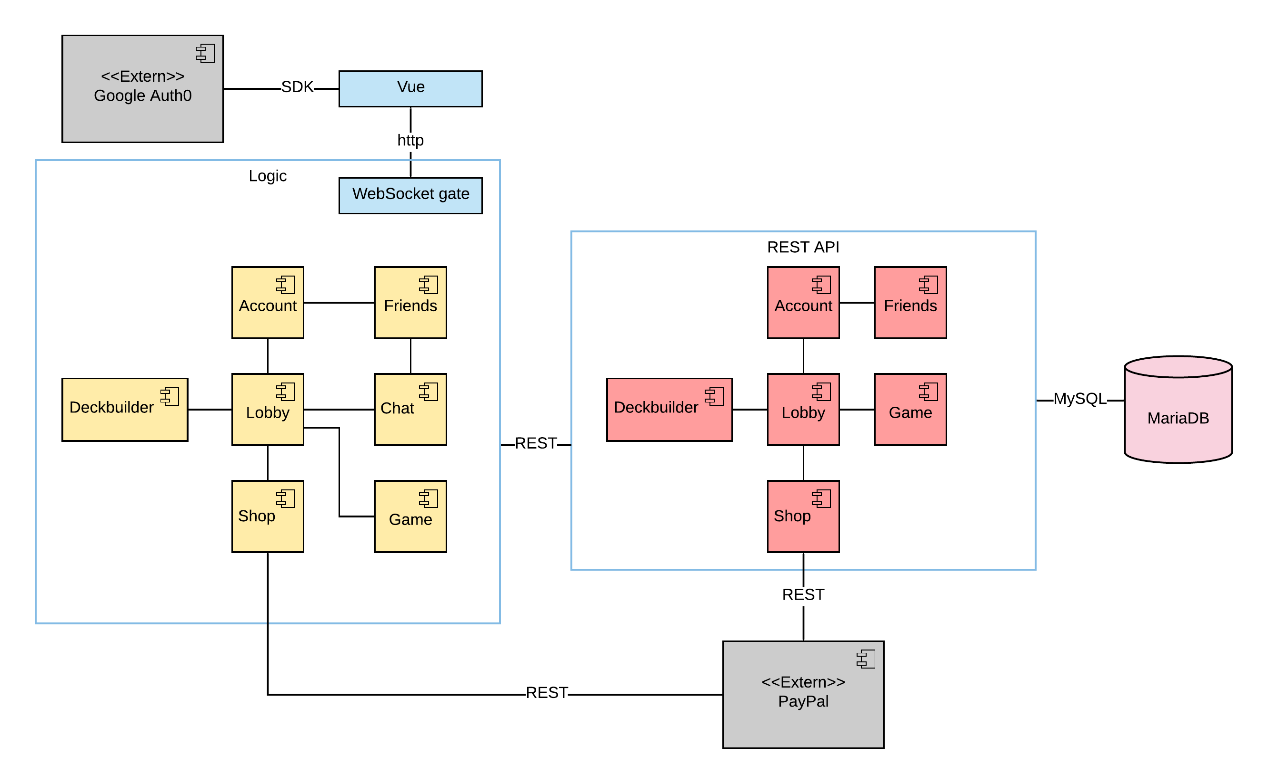 <<Extern>>
Google Auth0
SDK
Vue
http
Logic
WebSocket gate
Account
Friends
Deckbuilder
Lobby
Chat
Shop
Game
REST
REST API
Account
Friends
Deckbuilder
Lobby
Game
Shop
MySQL
MariaDB
REST
REST
<<Extern>>
PayPal